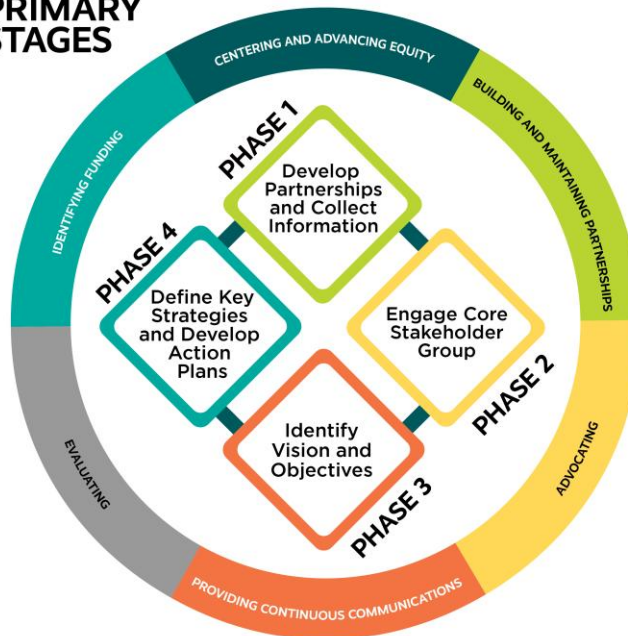 PRIMARY
STAGES
CENTERING AND ADVANCING EQUITY
BUILDING AND MAINTAINING PARTNERSHIPS
ADVOCATING
PROVIDING CONTINUOUS COMMUNICATIONS
EVALUATING
IDENTIFYING FUNDING
PHASE 1
Develop
Partnerships
and Collect
Information
PHASE 2
Engage Core
Stakeholder
Group
PHASE 3
Identify
Vision and
Objectives
PHASE 4
Define Key
Strategies
and Develop
Action
Plans